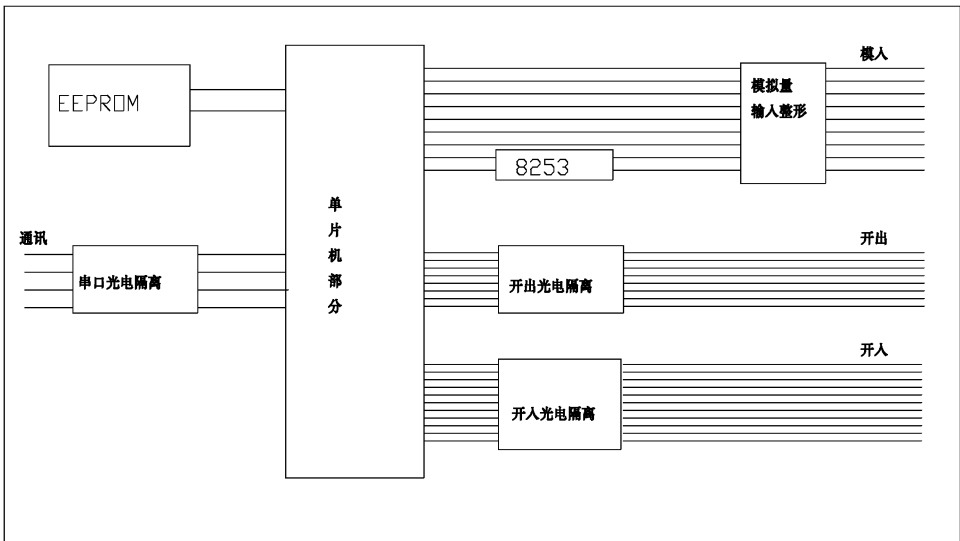 EEPROM
通讯
串口光电隔离
单片机部分
8253
模拟量
输入整形
模入
开出光电隔离
开出
开入光电隔离
开入